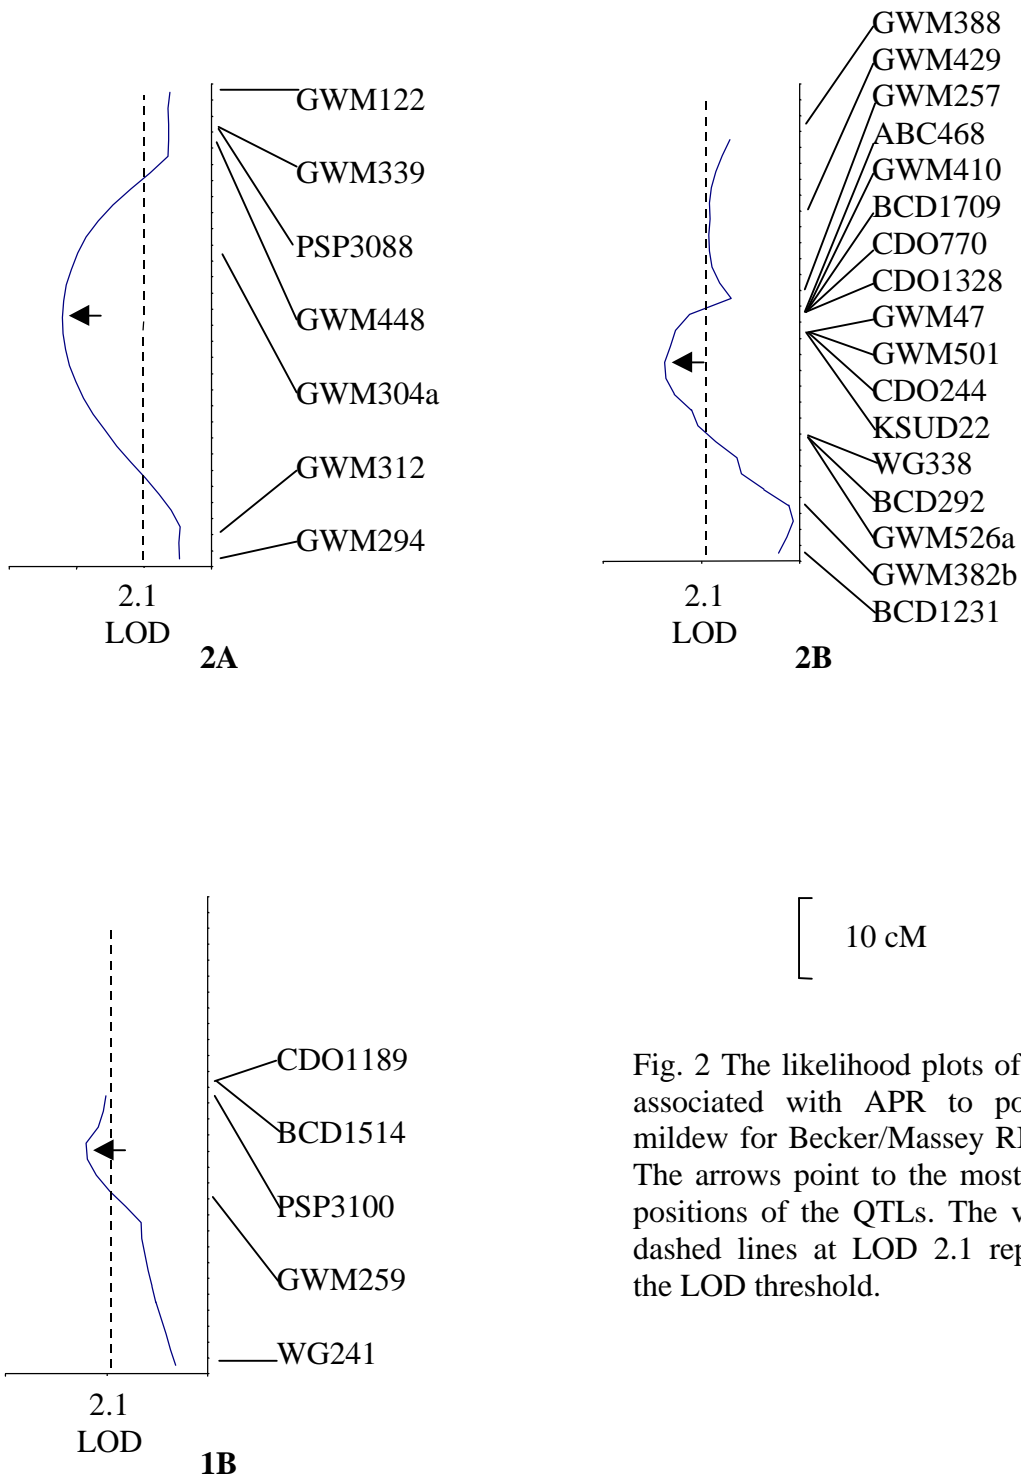 GWM122
GWM339
PSP3088
GWM448
GWM304a
GWM312
GWM294
2.1
LOD
2A
GWM388
GWM429
GWM257
ABC468
GWM410
BCD1709
CDO770
CDO1328
GWM47
GWM501
CDO244
KSUD22
WG338
BCD292
GWM526a
GWM382b
BCD1231
2.1
LOD
2B
CDO1189
BCD1514
PSP3100
GWM259
WG241
2.1
LOD
1B
10 cM
Fig. 2 The likelihood plots of
associated with APR to po
mildew for Becker/Massey RI
The arrows point to the most
positions of the QTLs. The v
dashed lines at LOD 2.1 rep
the LOD threshold.